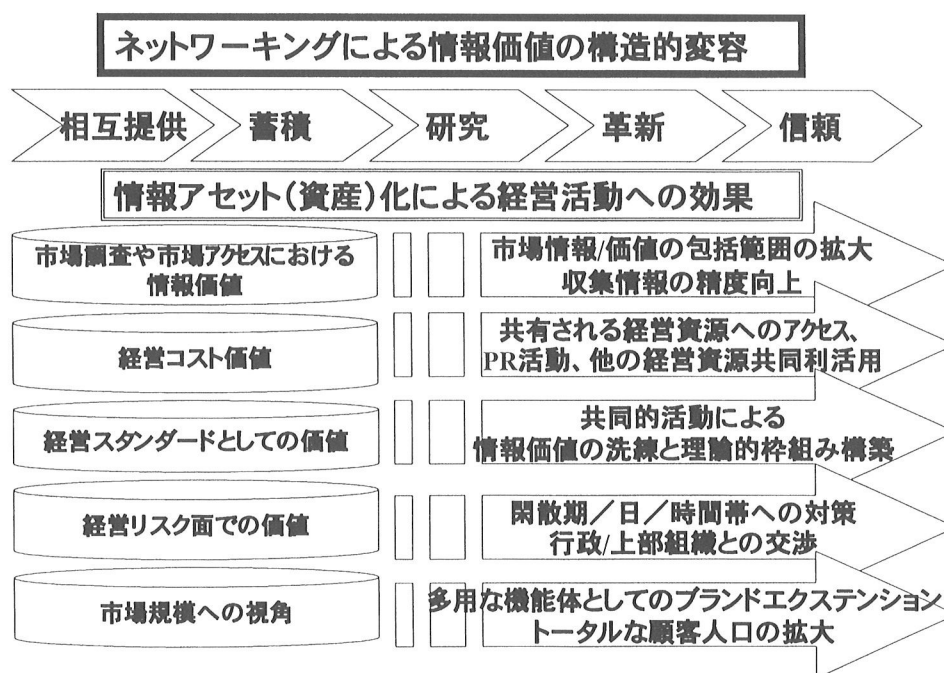 ネットワーキングによる情報価値の構造的変容
相互提供
蓄積
研究
革新
信頼
情報アセット(資産)化による経営活動への効果
市場調査や市場アクセスにおける
情報価値
市場情報/価値の包括範囲の拡大
収集情報の精度向上
経営コスト価値
共有される経営資源へのアクセス、
PR活動、他の経営資源共同利活用
経営スタンダードとしての価値
共同的活動による
情報価値の洗練と理論的枠組み構築
経営リスク面での価値
閑散期/日/時間帯への対策
行政/上部組織との交渉
市場規模への視角
多用な機能体としてのブランドエクステンション
トータルな顧客人口の拡大